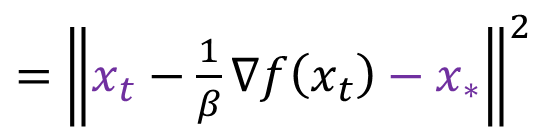 = ‖x_t − 1/β ∇f(x_t) − x_*‖^2